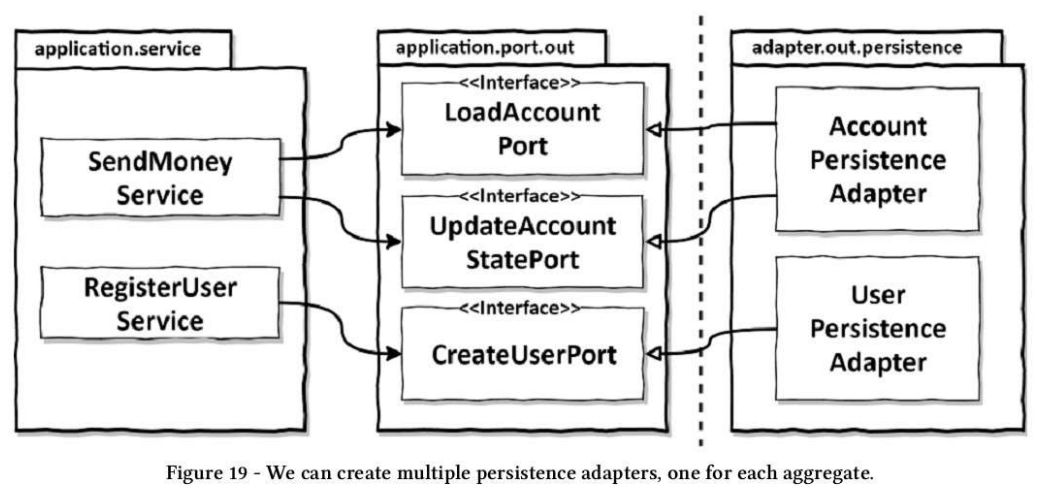 application.service
SendMoney
Service
RegisterUser
Service
application.port.out
<<Interface>>
LoadAccount
Port
<<Interface>>
UpdateAccount
StatePort
<<Interface>>
CreateUserPort
adapter.out.persistence
Account
Persistence
Adapter
User
Persistence
Adapter
Figure 19 - We can create multiple persistence adapters, one for each aggregate.